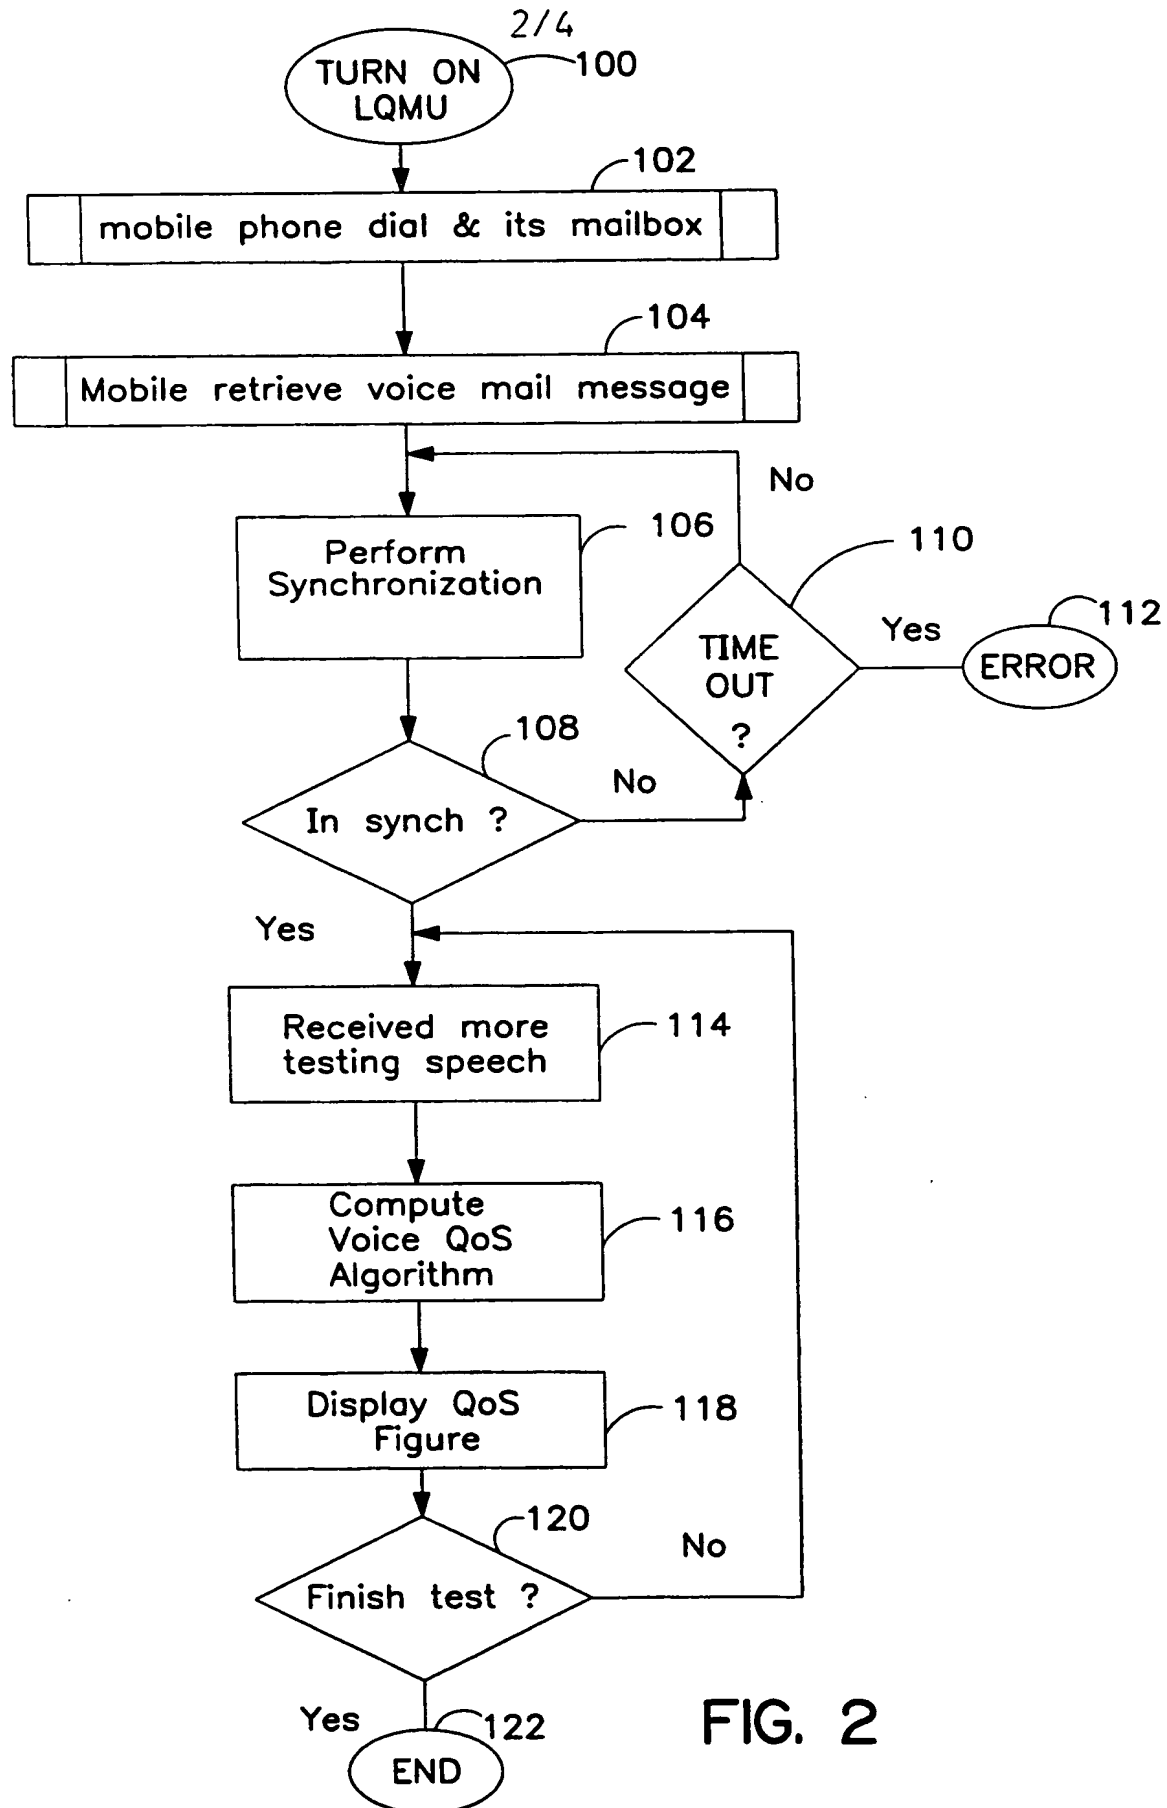 2/4
TURN ON
LQMU
100
102
mobile phone dial & its mailbox
104
Mobile retrieve voice mail message
No
106
Perform
Synchronization
110
112
Yes
TIME
OUT
?
ERROR
108
No
In synch ?
Yes
Received more
testing speech
114
Compute
Voice QoS
Algorithm
116
Display QoS
Figure
118
120
No
Finish test ?
Yes
122
END
FIG. 2